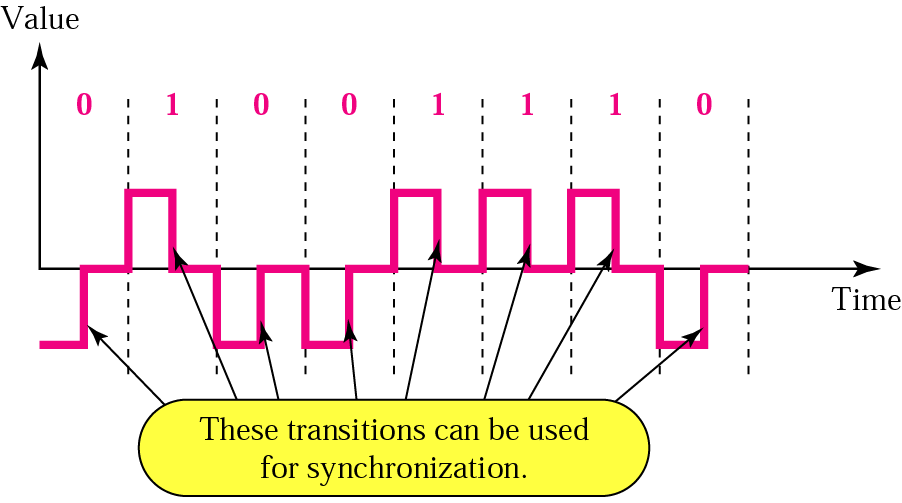 Value
0 1 0 0 1 1 1 0
Time
These transitions can be used
for synchronization.